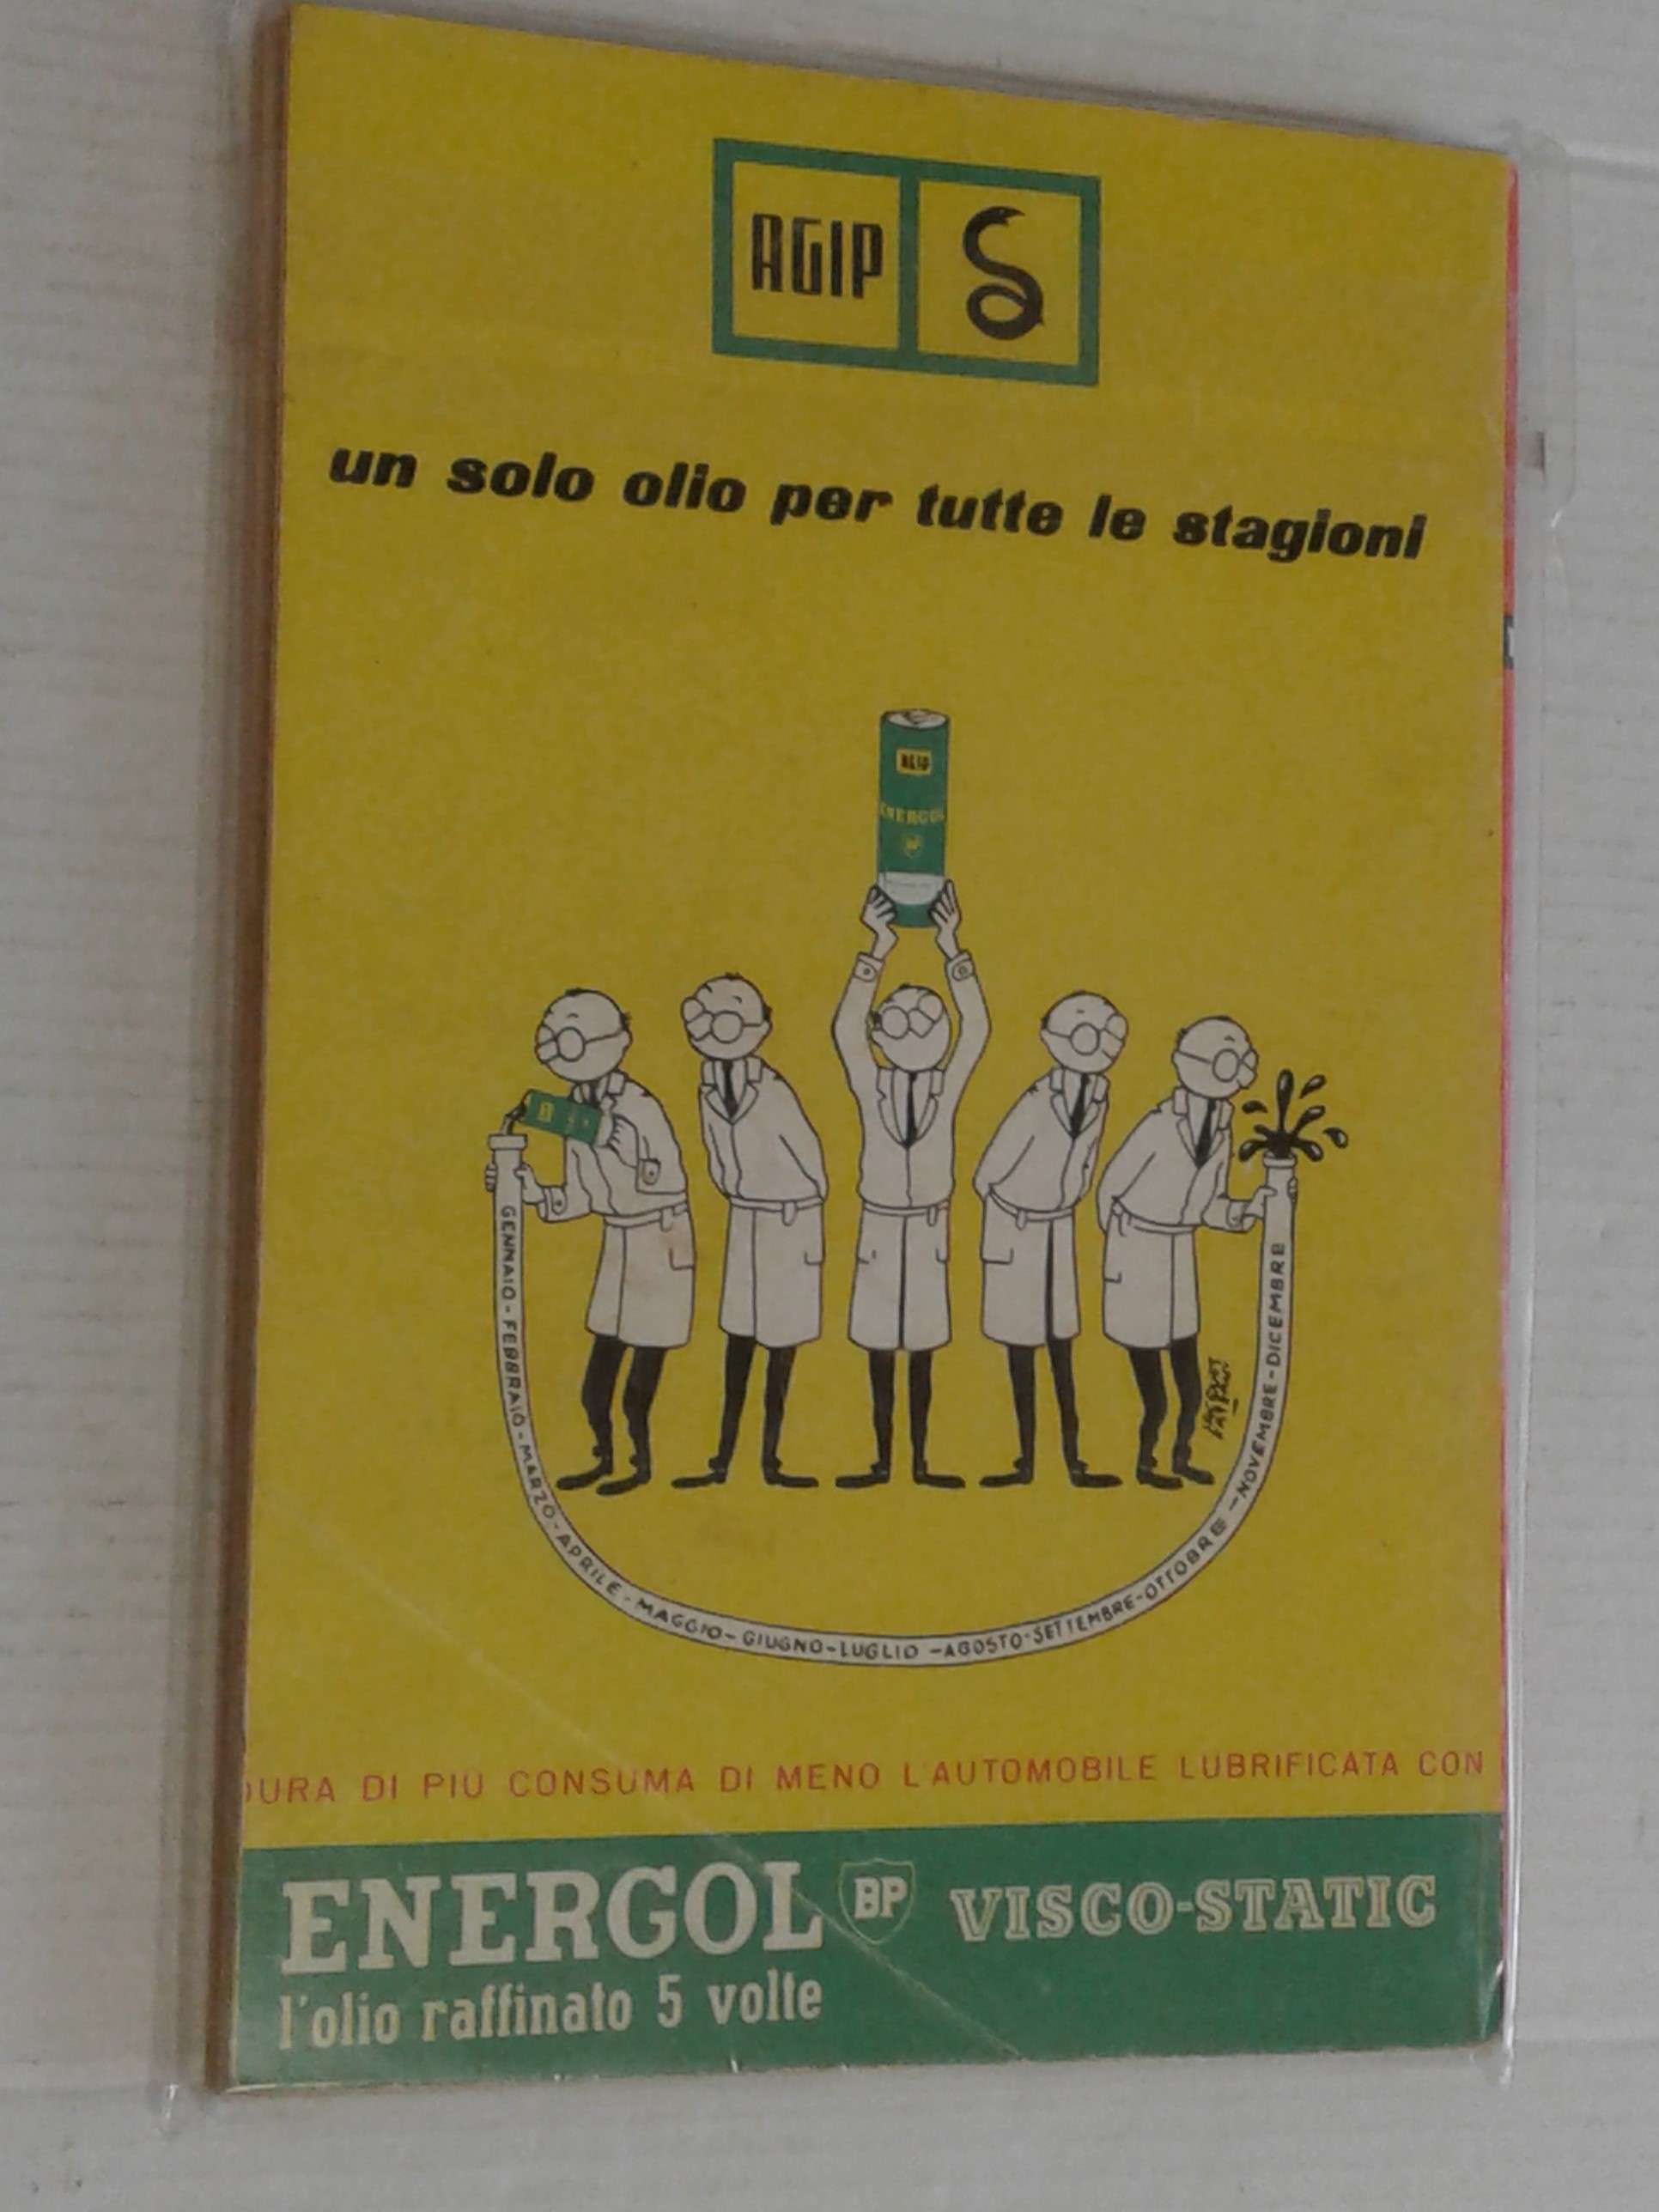 AGIP
un solo olio per tutte le stagioni
AGIP
ENERGOL
BP
GENNAIO - FEBBRAIO - MARZO - APRILE - MAGGIO - GIUGNO - LUGLIO - AGOSTO - SETTEMBRE - OTTOBRE - NOVEMBRE - DICEMBRE
DURA DI PIU CONSUMA DI MENO L'AUTOMOBILE LUBRIFICATA CON
ENERGOL BP VISCO-STATIC
l'olio raffinato 5 volte